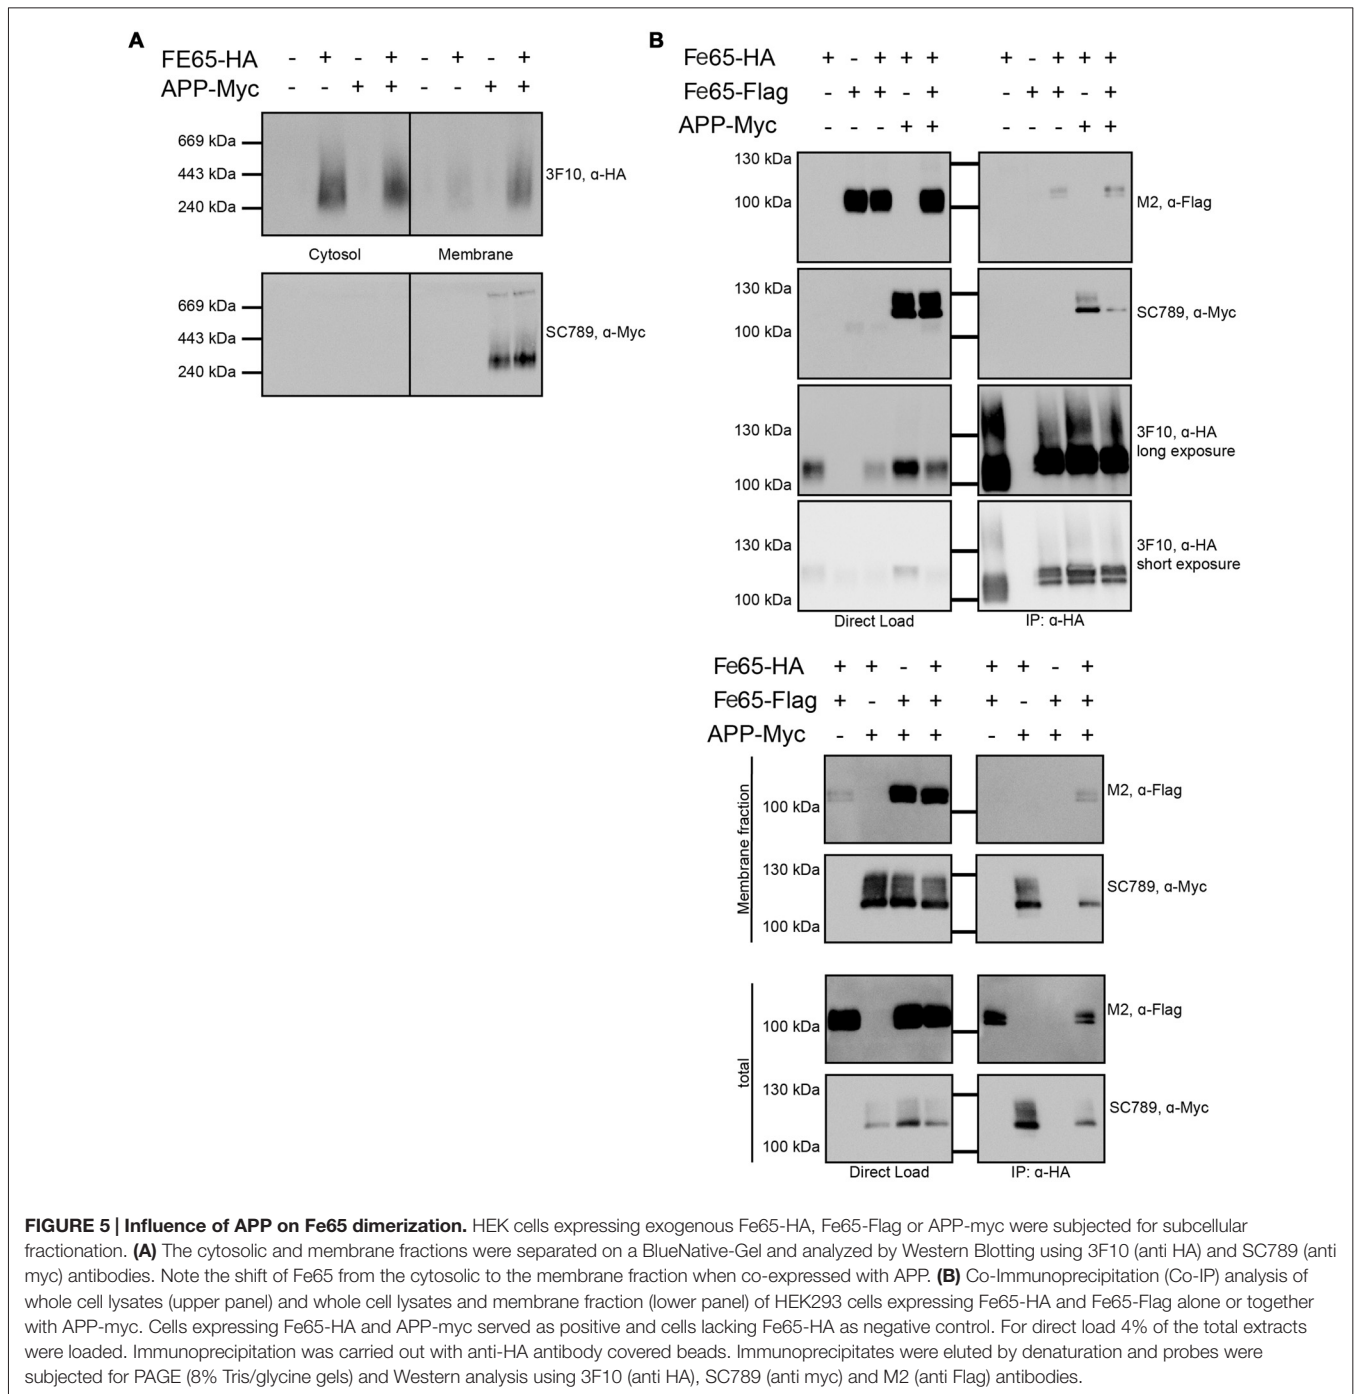 A
FE65-HA - + - + - + +
APP-Myc - - + + - - + +
669 kDa
443 kDa
240 kDa
3F10, α-HA
Cytosol Membrane
669 kDa
443 kDa
240 kDa
SC789, α-Myc
B
Fe65-HA + - + + + + - + + +
Fe65-Flag - + + - + - + + - +
APP-Myc - - - + + - - - + +
130 kDa
100 kDa
M2, α-Flag
130 kDa
100 kDa
SC789, α-Myc
130 kDa
100 kDa
3F10, α-HA
long exposure
130 kDa
100 kDa
3F10, α-HA
short exposure
Direct Load IP: α-HA
Fe65-HA + + - + + + - +
Fe65-Flag + - + + + - + +
APP-Myc - + + + - + + +
Membrane fraction
100 kDa
M2, α-Flag
130 kDa
100 kDa
SC789, α-Myc
total
100 kDa
M2, α-Flag
130 kDa
100 kDa
SC789, α-Myc
Direct Load IP: α-HA
FIGURE 5 | Influence of APP on Fe65 dimerization. HEK cells expressing exogenous Fe65-HA, Fe65-Flag or APP-myc were subjected for subcellular
fractionation. (A) The cytosolic and membrane fractions were separated on a BlueNative-Gel and analyzed by Western Blotting using 3F10 (anti HA) and SC789 (anti
myc) antibodies. Note the shift of Fe65 from the cytosolic to the membrane fraction when co-expressed with APP. (B) Co-Immunoprecipitation (Co-IP) analysis of
whole cell lysates (upper panel) and whole cell lysates and membrane fraction (lower panel) of HEK293 cells expressing Fe65-HA and Fe65-Flag alone or together
with APP-myc. Cells expressing Fe65-HA and APP-myc served as positive and cells lacking Fe65-HA as negative control. For direct load 4% of the total extracts
were loaded. Immunoprecipitation was carried out with anti-HA antibody covered beads. Immunoprecipitates were eluted by denaturation and probes were
subjected for PAGE (8% Tris/glycine gels) and Western analysis using 3F10 (anti HA), SC789 (anti myc) and M2 (anti Flag) antibodies.